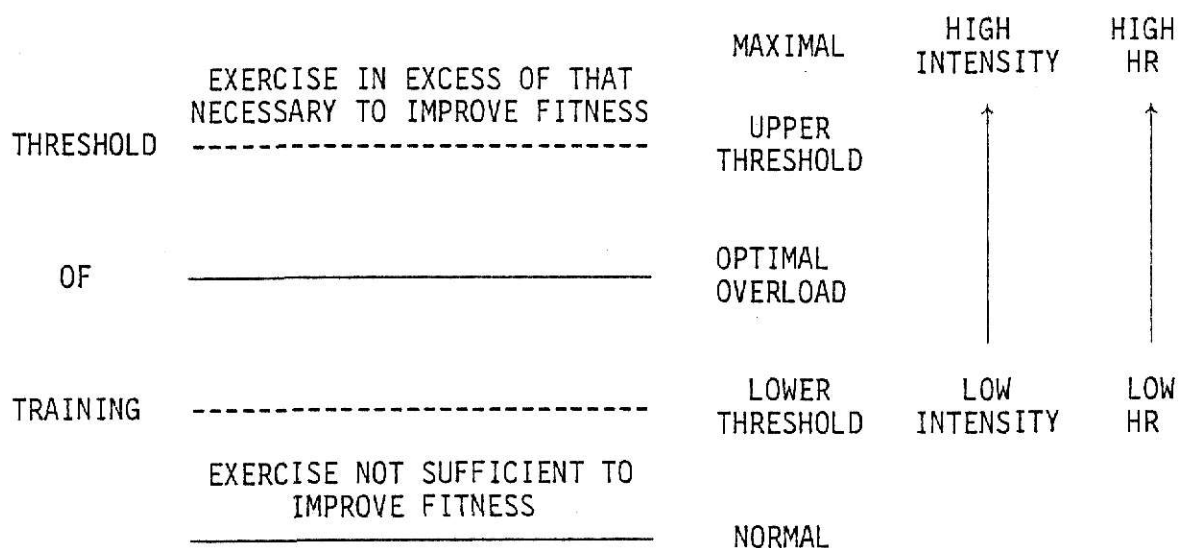 MAXIMAL
HIGH
INTENSITY
HIGH
HR
EXERCISE IN EXCESS OF THAT
NECESSARY TO IMPROVE FITNESS
THRESHOLD
UPPER
THRESHOLD
OF
OPTIMAL
OVERLOAD
TRAINING
LOWER
THRESHOLD
LOW
INTENSITY
LOW
HR
EXERCISE NOT SUFFICIENT TO
IMPROVE FITNESS
NORMAL